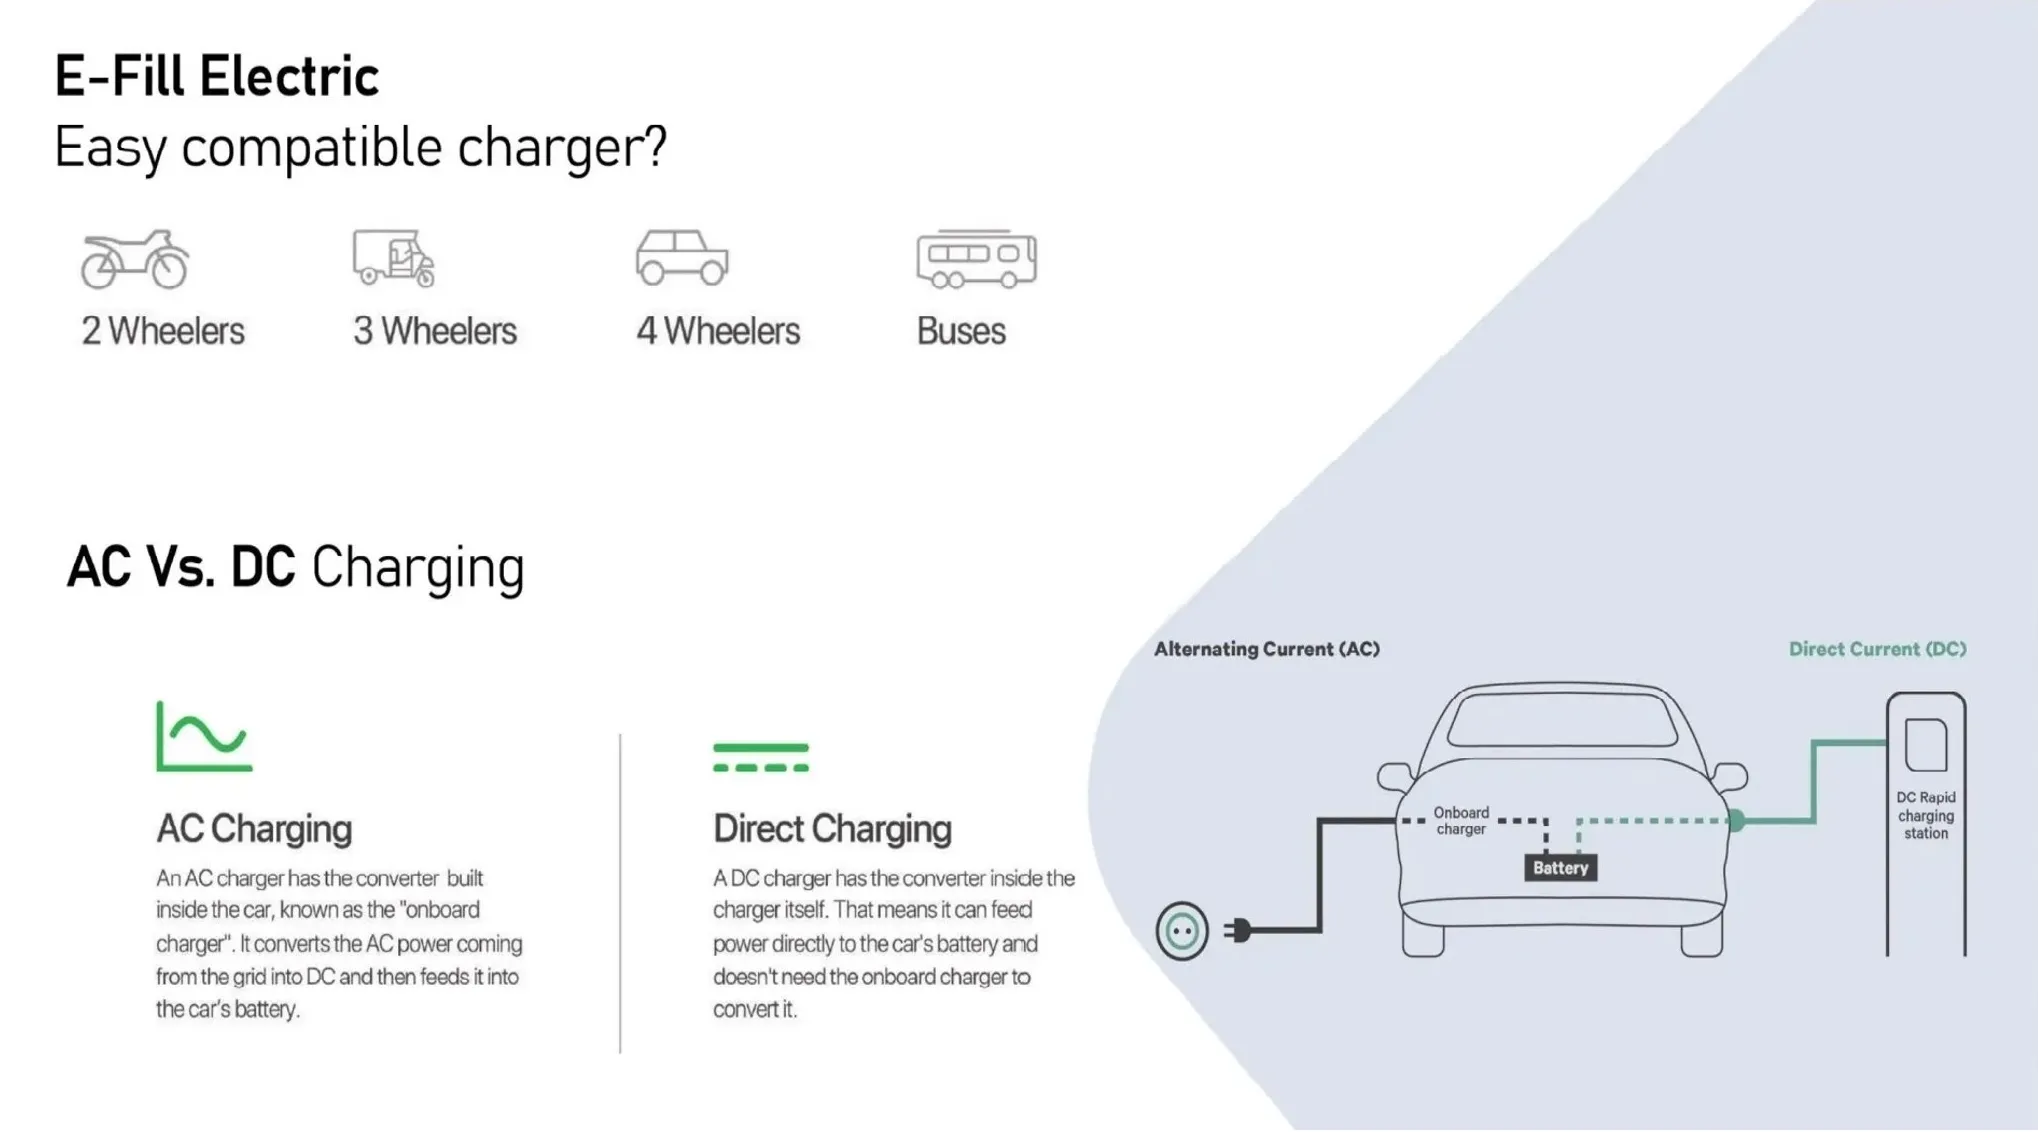 E-Fill Electric
Easy compatible charger?
2 Wheelers
3 Wheelers
4 Wheelers
Buses
AC Vs. DC Charging
AC Charging
An AC charger has the converter built
inside the car, known as the "onboard
charger". It converts the AC power coming
from the grid into DC and then feeds it into
the car's battery.
Direct Charging
A DC charger has the converter inside the
charger itself. That means it can feed
power directly to the car's battery and
doesn't need the onboard charger to
convert it.
Alternating Current (AC)
Direct Current (DC)
Onboard
charger
Battery
DC Rapid
charging
station